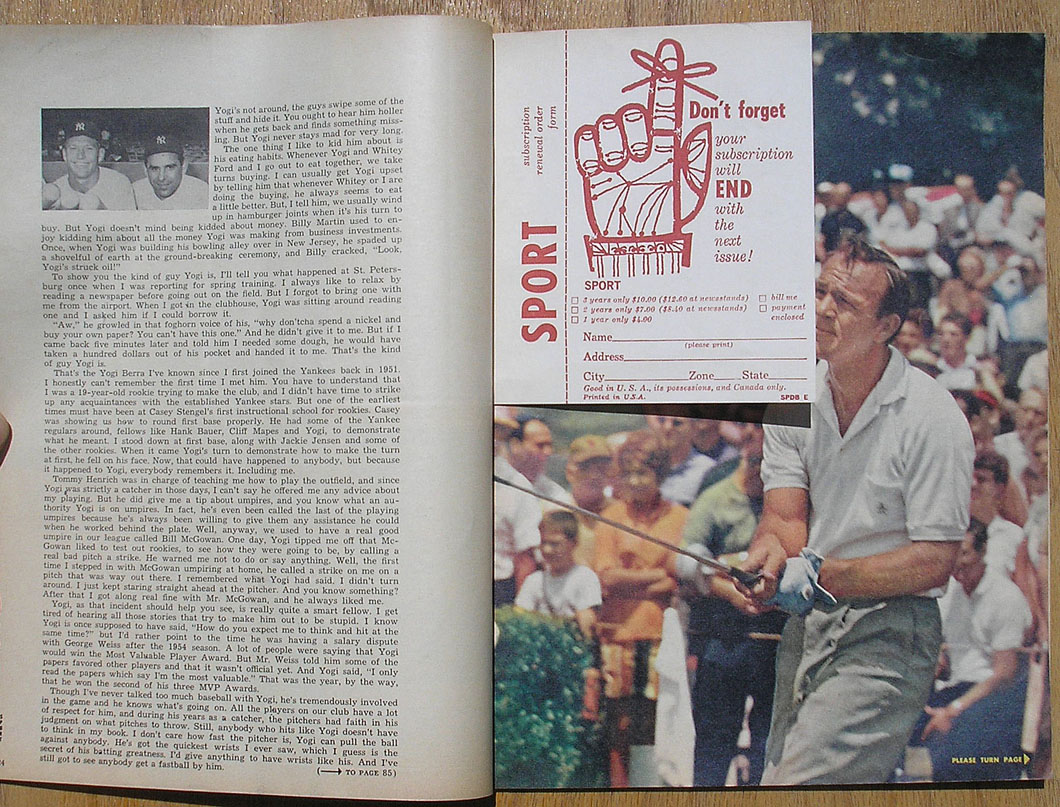 Yogi's not around, the guys swipe some of the
stuff and hide it. You ought to hear him holler
when he gets back and finds something miss-
ing. But Yogi never stays mad for very long.
The one thing I like to kid him about is
his eating habits. Whenever Yogi and Whitey
Ford and I go out to eat together, we take
turns buying. I can usually get Yogi upset
by telling him that whenever Whitey or I are
doing the buying, he always seems to eat
a little better. But, I tell him, we usually wind
up in hamburger joints when it's his turn to
buy. But Yogi doesn't mind being kidded about money. Billy Martin used to en-
joy kidding him about all the money Yogi was making from business investments.
Once, when Yogi was building his bowling alley over in New Jersey, he spaded up
a shovelful of earth at the ground-breaking ceremony, and Billy cracked, "Look,
Yogi's struck oil!"
To show you the kind of guy Yogi is, I'll tell you what happened at St. Peters-
burg once when I was reporting for spring training. I always like to relax by
reading a newspaper before going out on the field. But I forgot to bring one with
me from the airport. When I got in the clubhouse, Yogi was sitting around reading
one and I asked him if I could borrow it.
"Aw," he growled in that foghorn voice of his, "why don'tcha spend a nickel and
buy your own paper? You can't have this one." And he didn't give it to me. But if I
came back five minutes later and told him I needed some dough, he would have
taken a hundred dollars out of his pocket and handed it to me. That's the kind
of guy Yogi is.
That's the Yogi Berra I've known since I first joined the Yankees back in 1951.
I honestly can't remember the first time I met him. You have to understand that
I was a 19-year-old rookie trying to make the club, and I didn't have time to strike
up any acquaintances with the established Yankee stars. But one of the earliest
times must have been at Casey Stengel's first instructional school for rookies. Casey
was showing us how to round first base properly. He had some of the Yankee
regulars around, fellows like Hank Bauer, Cliff Mapes and Yogi, to demonstrate
what he meant. I stood down at first base, along with Jackie Jensen and some of
the other rookies. When it came Yogi's turn to demonstrate how to make the turn
at first, he fell on his face. Now, that could have happened to anybody, but because
it happened to Yogi, everybody remembers it. Including me.
Tommy Henrich was in charge of teaching me how to play the outfield, and since
Yogi was strictly a catcher in those days, I can't say he offered me any advice about
my playing. But he did give me a tip about umpires, and you know what an au-
thority Yogi is on umpires. In fact, he's even been called the last of the playing
umpires because he's always been willing to give them any assistance he could
when he worked behind the plate. Well, anyway, we used to have a real good
umpire in our league called Bill McGowan. One day, Yogi tipped me off that Mc-
Gowan liked to test out rookies, to see how they were going to be, by calling a
real bad pitch a strike. He warned me not to do or say anything. Well, the first
time I stepped in with McGowan umpiring at home, he called a strike on me on a
pitch that was way out there. I remembered what Yogi had said. I didn't turn
around. I just kept staring straight ahead at the pitcher. And you know something?
After that I got along real fine with Mr. McGowan, and he always liked me.
Yogi, as that incident should help you see, is really quite a smart fellow. I get
tired of hearing all those stories that try to make him out to be stupid. I know
Yogi is once supposed to have said, "How do you expect me to think and hit at the
same time?" but I'd rather point to the time he was having a salary dispute
with George Weiss after the 1954 season. A lot of people were saying that Yogi
would win the Most Valuable Player Award. But Mr. Weiss told him some of the
papers favored other players and that it wasn't official yet. And Yogi said, "I only
read the papers which say I'm the most valuable." That was the year, by the way,
that he won the second of his three MVP Awards.
Though I've never talked too much baseball with Yogi, he's tremendously involved
in the game and he knows what's going on. All the players on our club have a lot
of respect for him, and during his years as a catcher, the pitchers had faith in his
judgment on what pitches to throw. Still, anybody who hits like Yogi doesn't have
to think in my book. I don't care how fast the pitcher is, Yogi can pull the ball
against anybody. He's got the quickest wrists I ever saw, which I guess is the
secret of his batting greatness. I'd give anything to have wrists like his. And I've
still got to see anybody get a fastball by him.
(→ TO PAGE 85)
SPORT
subscription
renewal order
form
Don't forget
your
subscription
will
END
with
the
next
issue!
SPORT
3 years only $10.00 ($12.60 at newsstands)
2 years only $7.00 ($8.40 at newsstands)
1 year only $4.00
bill me
payment
enclosed
Name
(please print)
Address
City Zone State
Good in U. S. A., its possessions, and Canada only.
Printed in U.S.A. SPDB E
PLEASE TURN PAGE